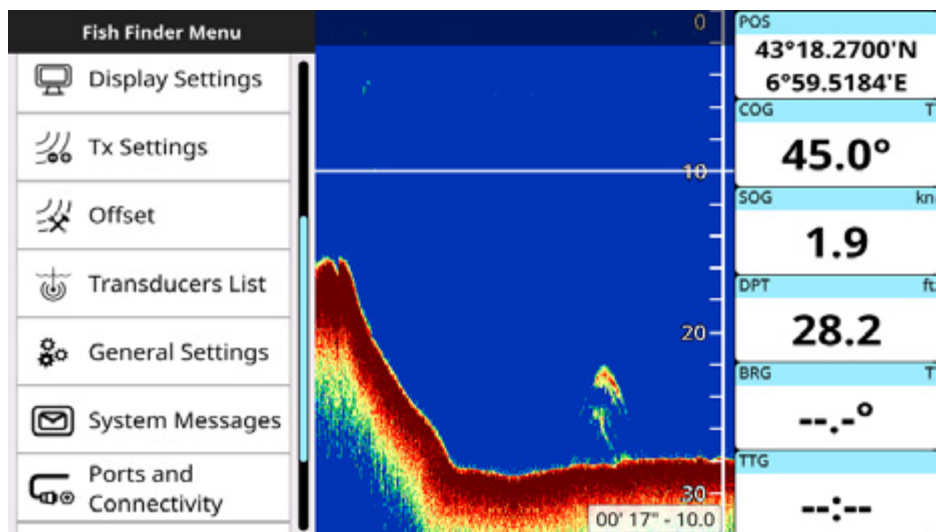 Fish Finder Menu
Display Settings
Tx Settings
Offset
Transducers List
General Settings
System Messages
Ports and
Connectivity
0
10
20
30
00' 17" - 10.0
POS
43°18.2700'N
6°59.5184'E
COG T
45.0°
SOG kn
1.9
DPT ft
28.2
BRG T
--.-°
TTG
--:--